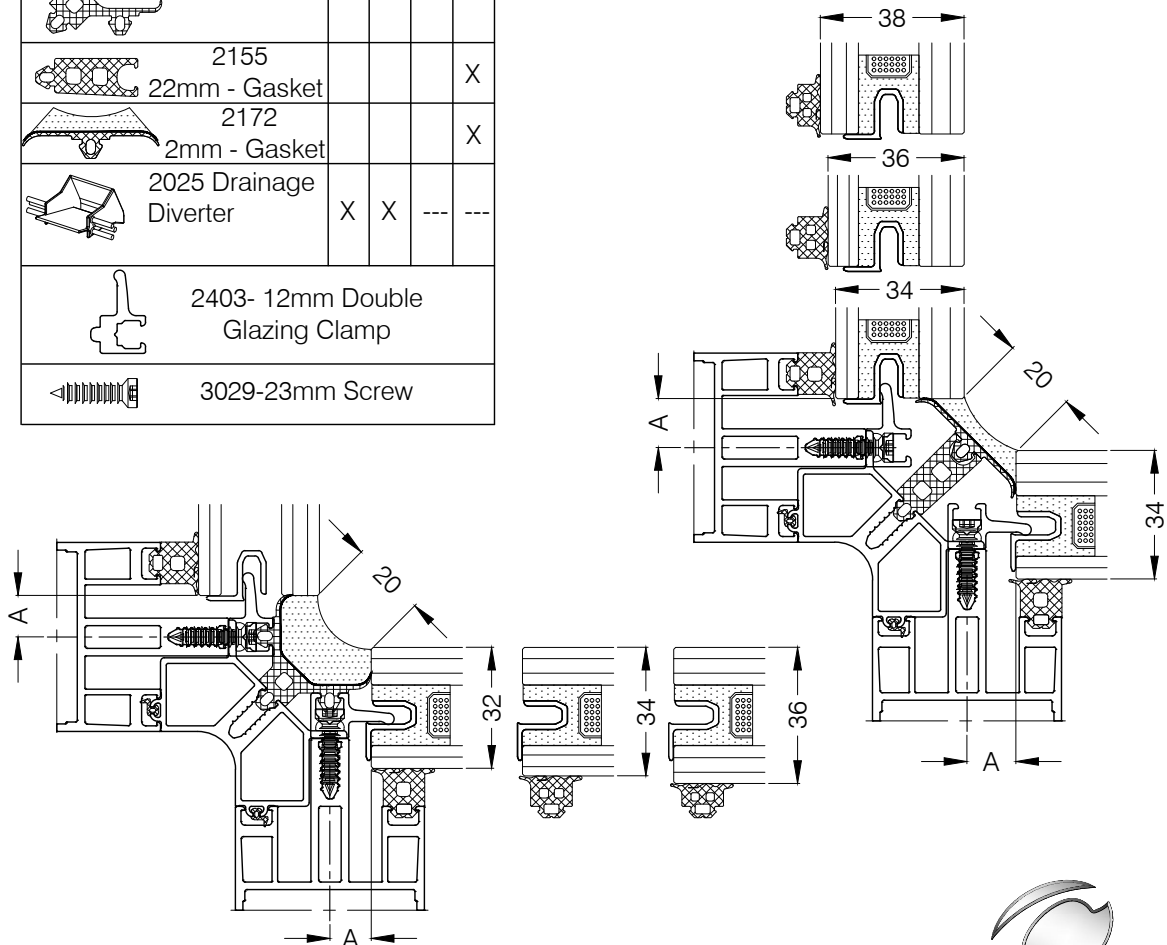 2155
22mm - Gasket
X
2172
2mm - Gasket
X
2025 Drainage
Diverter
X X --- ---
2403- 12mm Double
Glazing Clamp
3029-23mm Screw
38
36
34
20
A
34
A
20
A
32
34
36
A